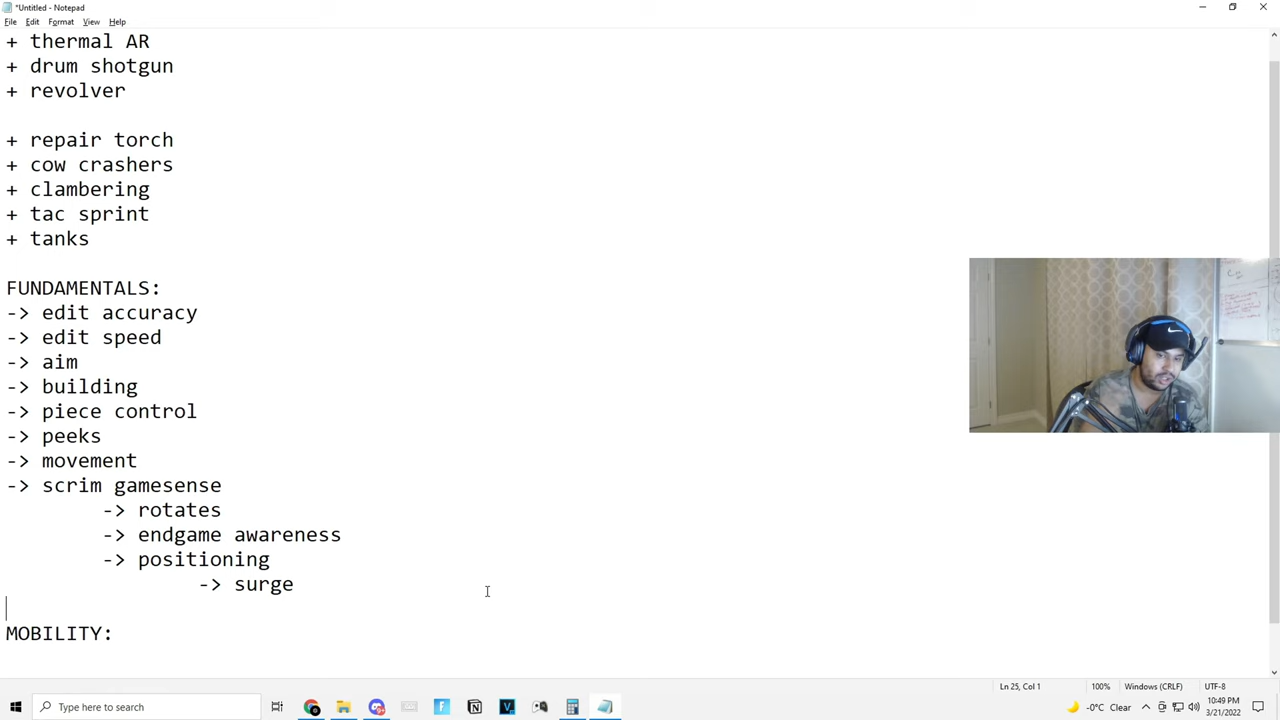 *Untitled - Notepad
File Edit Format View Help
+ thermal AR
+ drum shotgun
+ revolver
+ repair torch
+ cow crashers
+ clambering
+ tac sprint
+ tanks
FUNDAMENTALS:
-> edit accuracy
-> edit speed
-> aim
-> building
-> piece control
-> peeks
-> movement
-> scrim gamesense
-> rotates
-> endgame awareness
-> positioning
-> surge
MOBILITY:
Ln 25, Col 1 100% Windows (CRLF) UTF-8
Type here to search
-0°C Clear
10:49 PM
3/21/2022